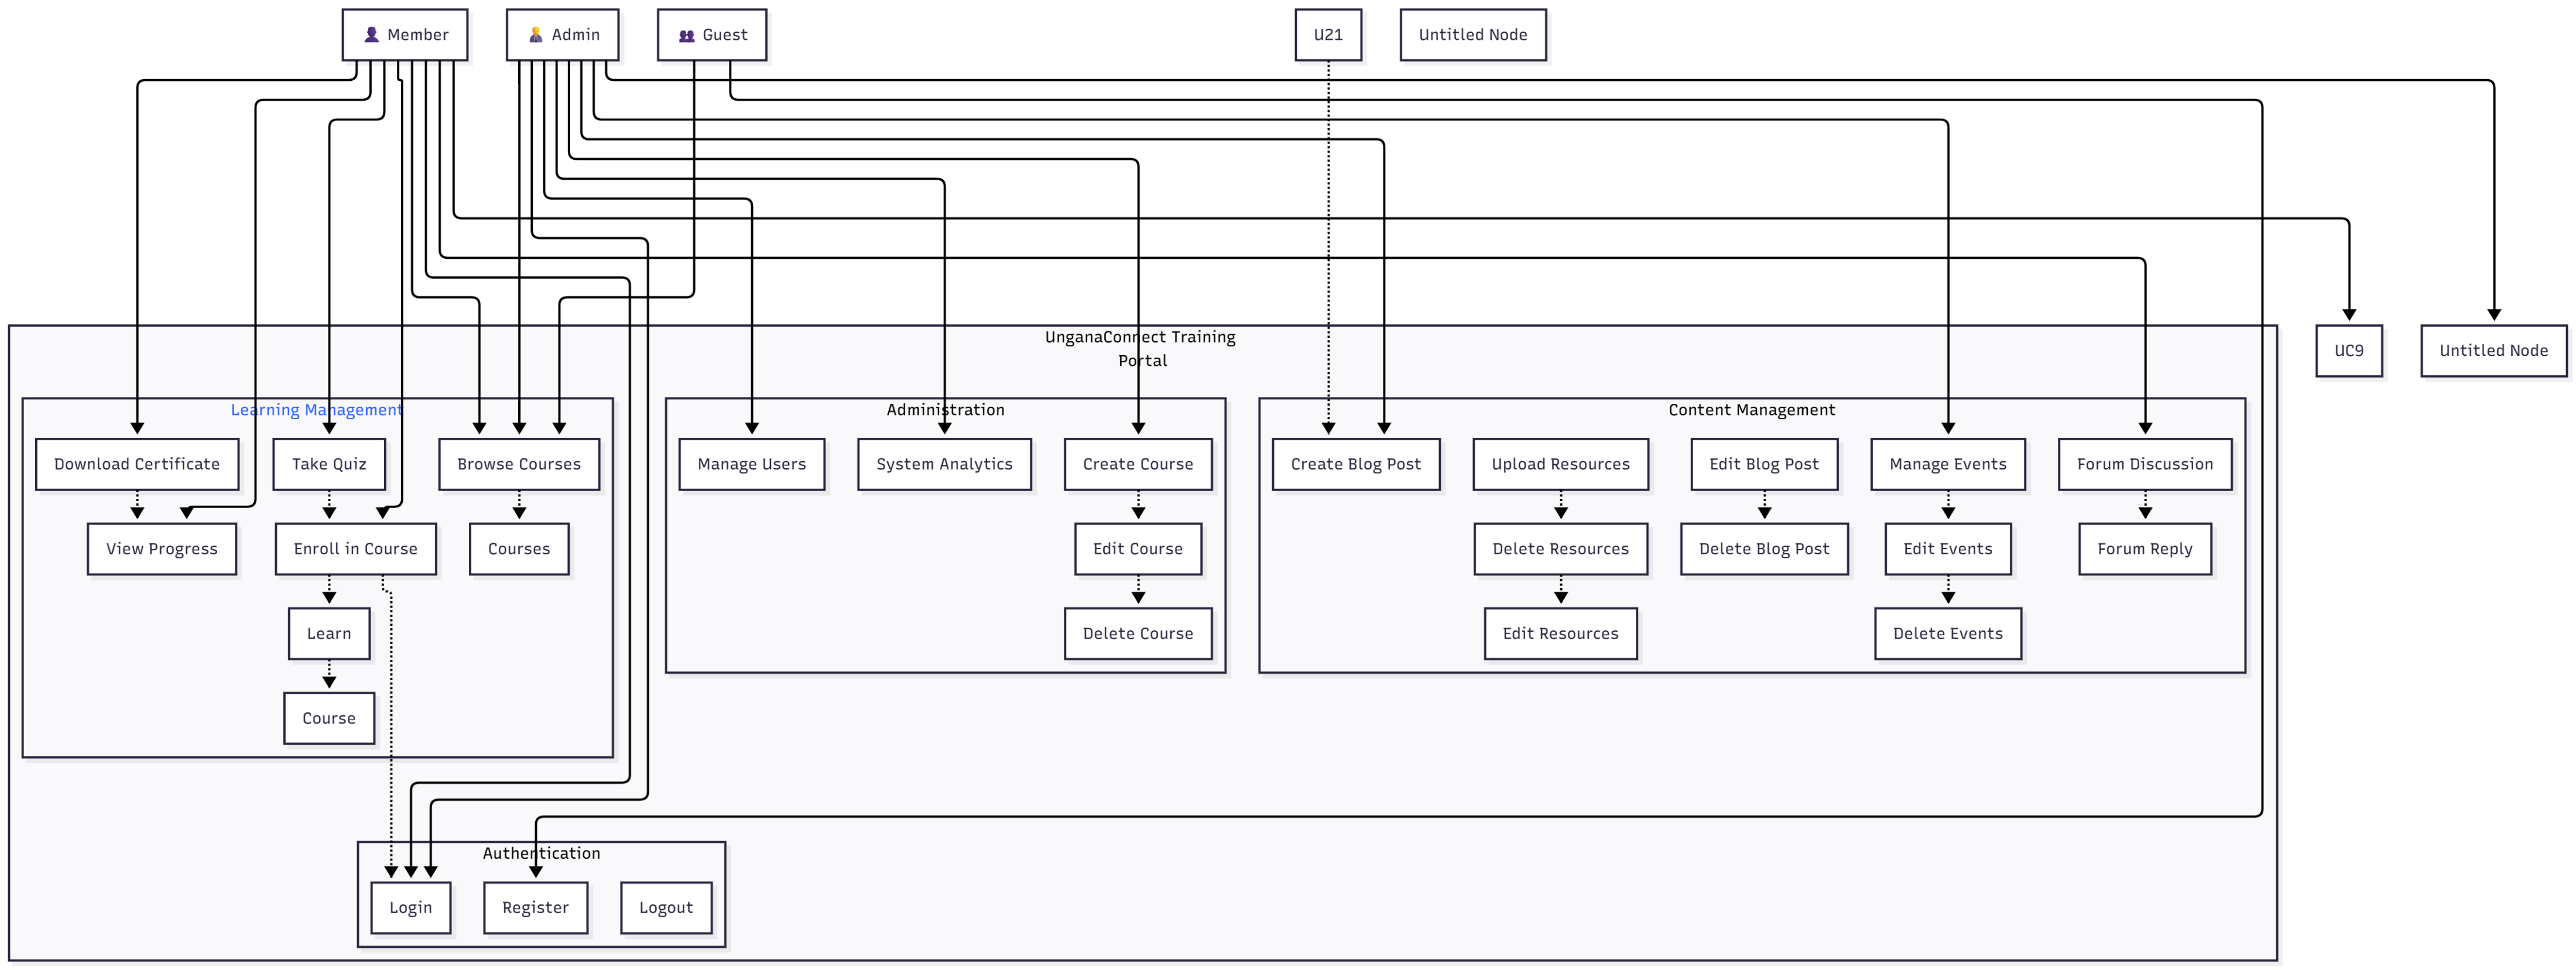 Member
Admin
Guest
U21
Untitled Node
UnganaConnect Training
Portal
UC9
Untitled Node
Learning Management
Administration
Content Management
Download Certificate
Take Quiz
Browse Courses
Manage Users
System Analytics
Create Course
Create Blog Post
Upload Resources
Edit Blog Post
Manage Events
Forum Discussion
View Progress
Enroll in Course
Courses
Edit Course
Delete Resources
Delete Blog Post
Edit Events
Forum Reply
Learn
Delete Course
Edit Resources
Delete Events
Course
Authentication
Login
Register
Logout